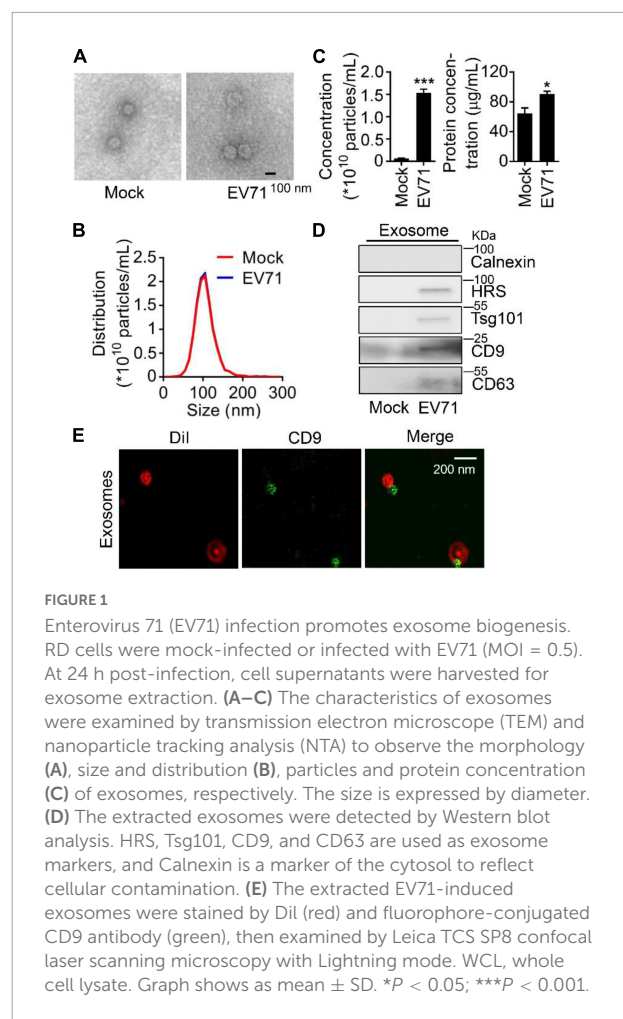 A
Mock
EV71
100 nm
C
Concentration
(*10¹⁰ particles/mL)
2.0
1.5
1.0
0.5
0
***
Mock
EV71
Protein concen-
tration (μg/mL)
120
80
40
0
*
Mock
EV71
B
Distribution
(*10¹⁰ particles/mL)
2.5
2
1.5
1
0.5
0
Mock
EV71
0 100 200 300
Size (nm)
D
Exosome
KDa
100
Calnexin
100
HRS
55
Tsg101
25
CD9
55
CD63
Mock EV71
E
Dil
CD9
Merge
Exosomes
200 nm
FIGURE 1
Enterovirus 71 (EV71) infection promotes exosome biogenesis.
RD cells were mock-infected or infected with EV71 (MOI = 0.5).
At 24 h post-infection, cell supernatants were harvested for
exosome extraction. (A–C) The characteristics of exosomes
were examined by transmission electron microscope (TEM) and
nanoparticle tracking analysis (NTA) to observe the morphology
(A), size and distribution (B), particles and protein concentration
(C) of exosomes, respectively. The size is expressed by diameter.
(D) The extracted exosomes were detected by Western blot
analysis. HRS, Tsg101, CD9, and CD63 are used as exosome
markers, and Calnexin is a marker of the cytosol to reflect
cellular contamination. (E) The extracted EV71-induced
exosomes were stained by Dil (red) and fluorophore-conjugated
CD9 antibody (green), then examined by Leica TCS SP8 confocal
laser scanning microscopy with Lightning mode. WCL, whole
cell lysate. Graph shows as mean ± SD. *P < 0.05; ***P < 0.001.